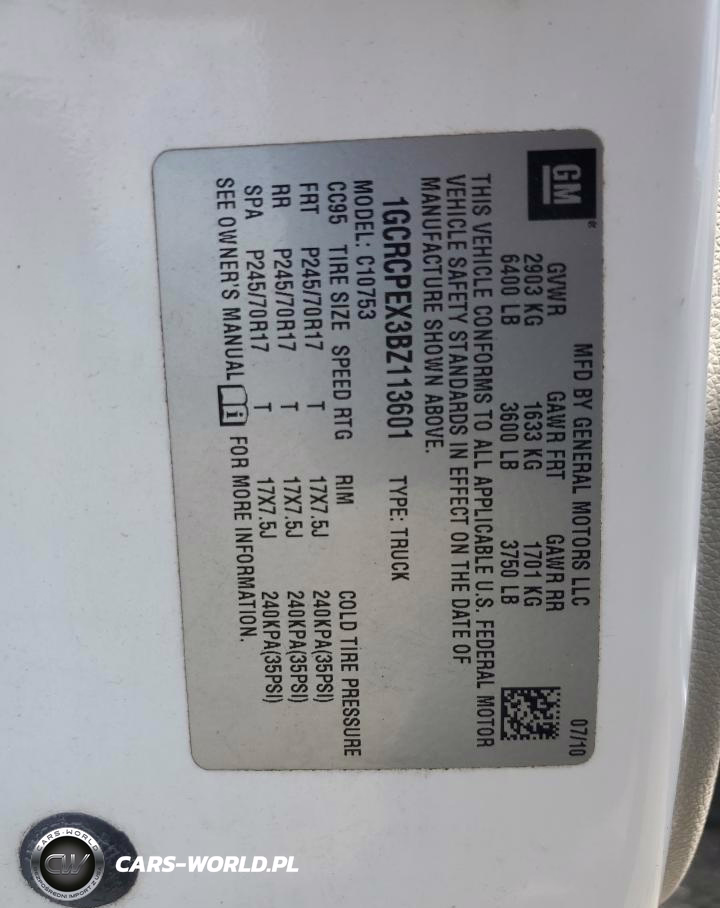 GM®
MFD BY GENERAL MOTORS LLC 07/10
GVWR GAWR FRT GAWR RR
2903 KG 1633 KG 1701 KG
6400 LB 3600 LB 3750 LB
THIS VEHICLE CONFORMS TO ALL APPLICABLE U.S. FEDERAL MOTOR
VEHICLE SAFETY STANDARDS IN EFFECT ON THE DATE OF
MANUFACTURE SHOWN ABOVE.
1GCRCPEX3BZ113601 TYPE: TRUCK
MODEL: C10753
CC95 TIRE SIZE SPEED RTG RIM COLD TIRE PRESSURE
FRT P245/70R17 T 17X7.5J 240KPA(35PSI)
RR P245/70R17 T 17X7.5J 240KPA(35PSI)
SPA P245/70R17 T 17X7.5J 240KPA(35PSI)
SEE OWNER'S MANUAL FOR MORE INFORMATION.
CARS-WORLD
CW
CARS-WORLD.PL